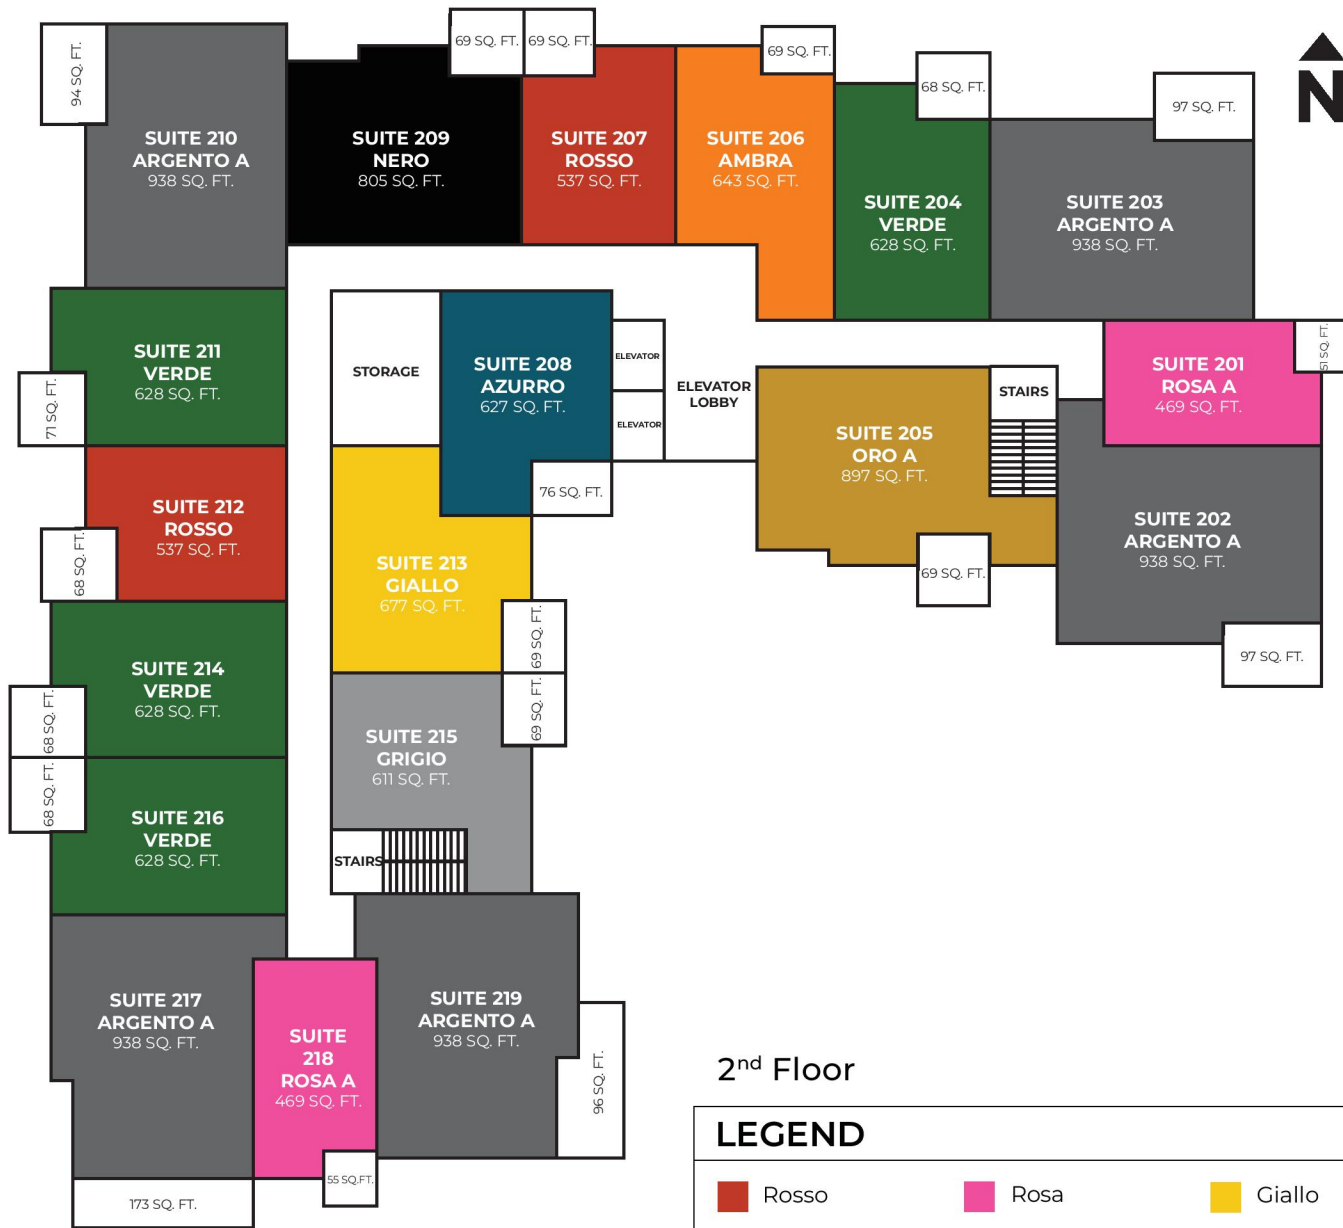 94 SQ. FT.
69 SQ. FT.
69 SQ. FT.
69 SQ. FT.
68 SQ. FT.
97 SQ. FT.
N
SUITE 210
ARGENTO A
938 SQ. FT.
SUITE 209
NERO
805 SQ. FT.
SUITE 207
ROSSO
537 SQ. FT.
SUITE 206
AMBRA
643 SQ. FT.
SUITE 204
VERDE
628 SQ. FT.
SUITE 203
ARGENTO A
938 SQ. FT.
SUITE 211
VERDE
628 SQ. FT.
71 SQ. FT.
STORAGE
SUITE 208
AZURRO
627 SQ. FT.
76 SQ. FT.
ELEVATOR
ELEVATOR
ELEVATOR
LOBBY
SUITE 205
ORO A
897 SQ. FT.
69 SQ. FT.
STAIRS
SUITE 201
ROSA A
469 SQ. FT.
51 SQ. FT.
SUITE 202
ARGENTO A
938 SQ. FT.
97 SQ. FT.
SUITE 212
ROSSO
537 SQ. FT.
68 SQ. FT.
SUITE 213
GIALLO
677 SQ. FT.
69 SQ. FT.
69 SQ. FT.
SUITE 214
VERDE
628 SQ. FT.
68 SQ. FT.
68 SQ. FT.
SUITE 215
GRIGIO
611 SQ. FT.
STAIRS
SUITE 216
VERDE
628 SQ. FT.
SUITE 217
ARGENTO A
938 SQ. FT.
173 SQ. FT.
SUITE
218
ROSA A
469 SQ. FT.
55 SQ.FT.
SUITE 219
ARGENTO A
938 SQ. FT.
96 SQ. FT.
2nd Floor
LEGEND
Rosso
Rosa
Giallo